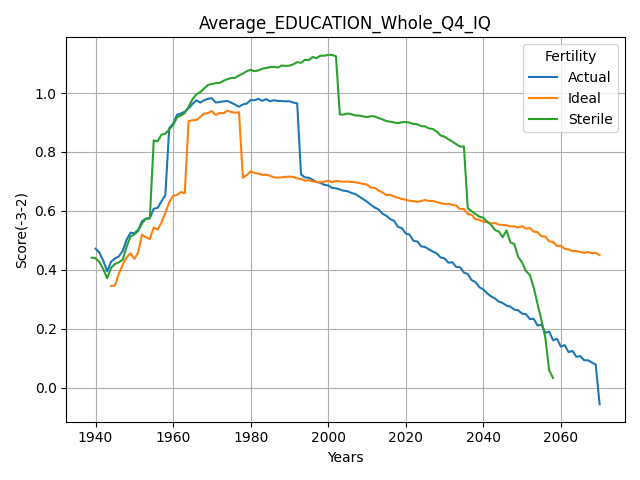 Average_EDUCATION_Whole_Q4_IQ
Fertility
Actual
Ideal
Sterile
Score(-3-2)
1.0
0.8
0.6
0.4
0.2
0.0
1940 1960 1980 2000 2020 2040 2060
Years